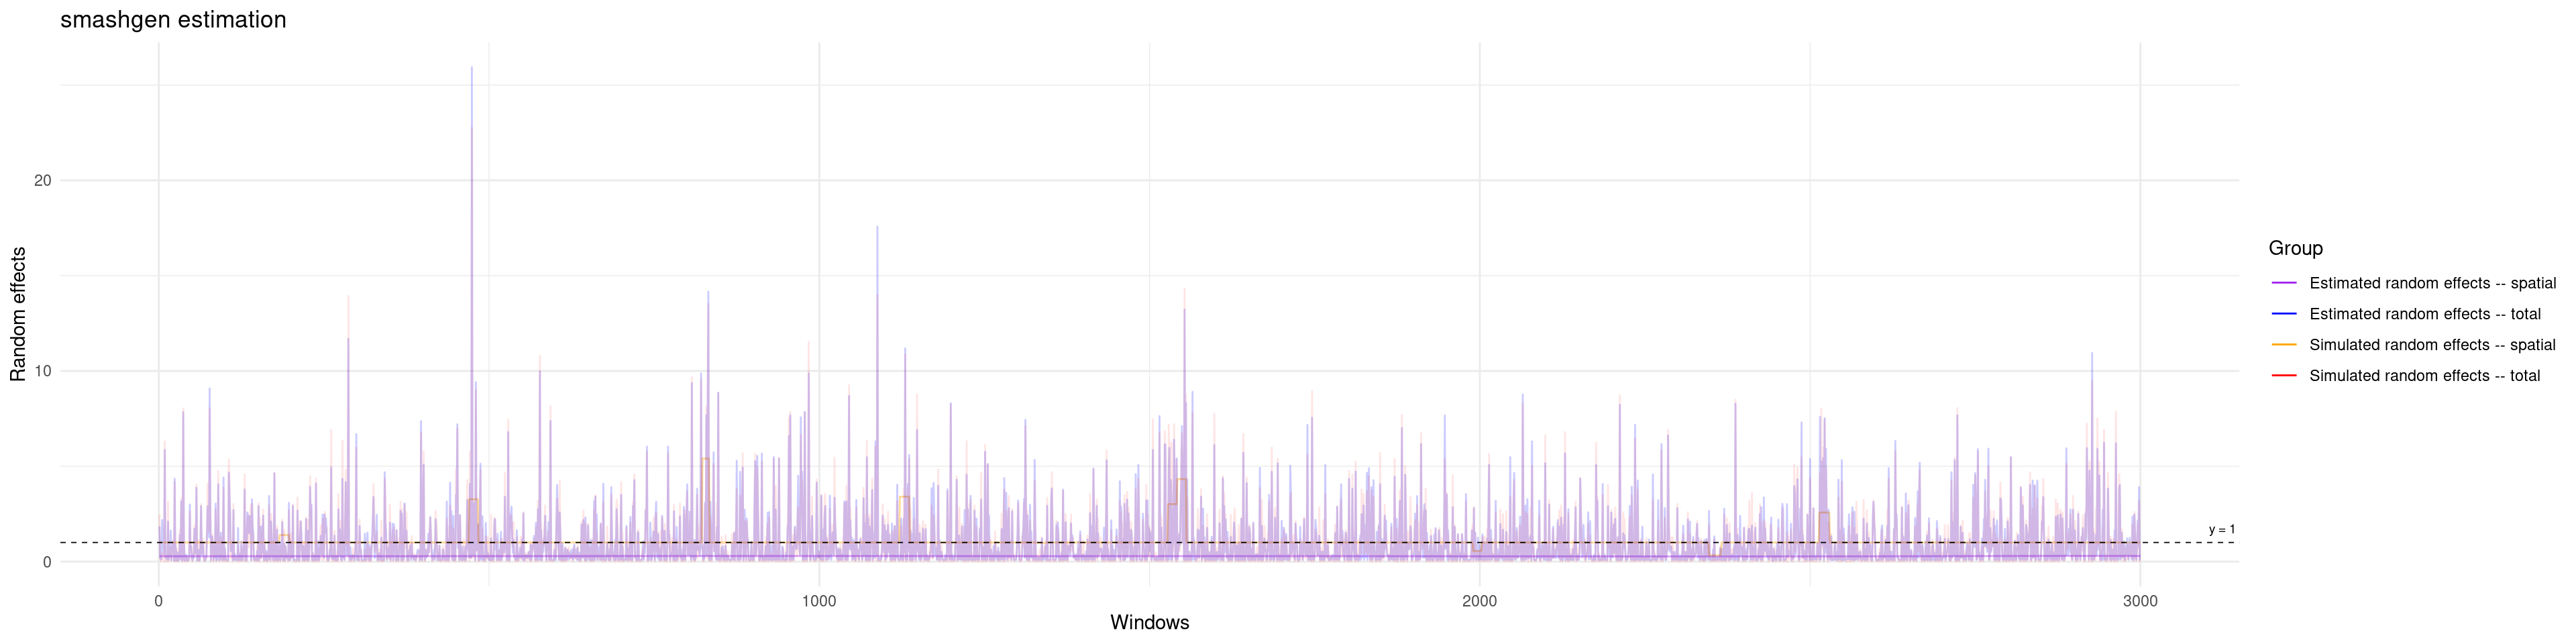 smashgen estimation
Random effects
20
10
0
y = 1
0
1000
2000
3000
Windows
Group
Estimated random effects -- spatial
Estimated random effects -- total
Simulated random effects -- spatial
Simulated random effects -- total